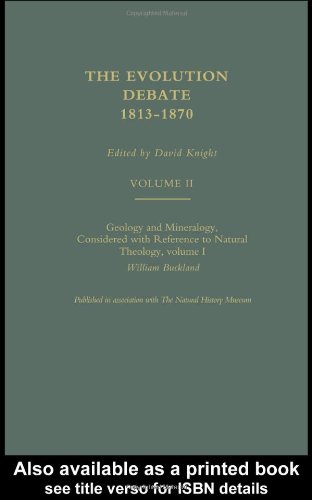 THE EVOLUTION
DEBATE
1813-1870
Edited by David Knight
VOLUME II
Geology and Mineralogy,
Considered with Reference to Natural
Theology, volume I
William Buckland
Published in association with The Natural History Museum
Also available as a printed book
see title verso for ISBN details